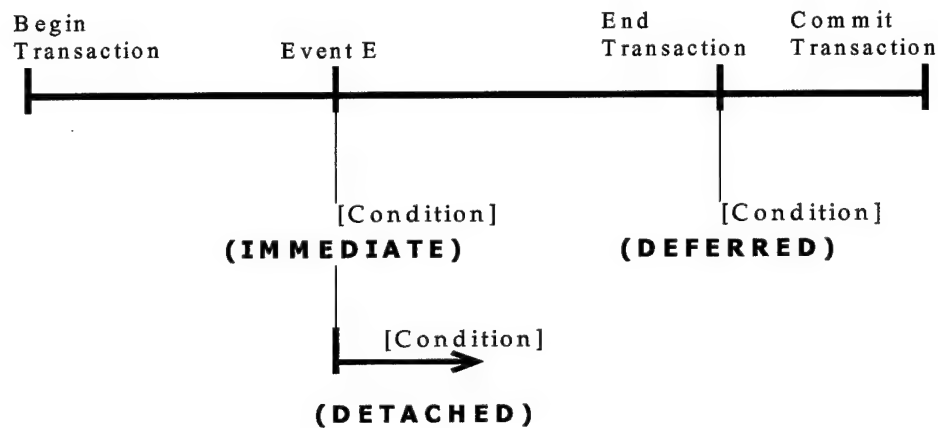 Begin Transaction
Event E
End Transaction
Commit Transaction
[Condition]
(IMMEDIATE)
[Condition]
(DEFERRED)
[Condition]
(DETACHED)